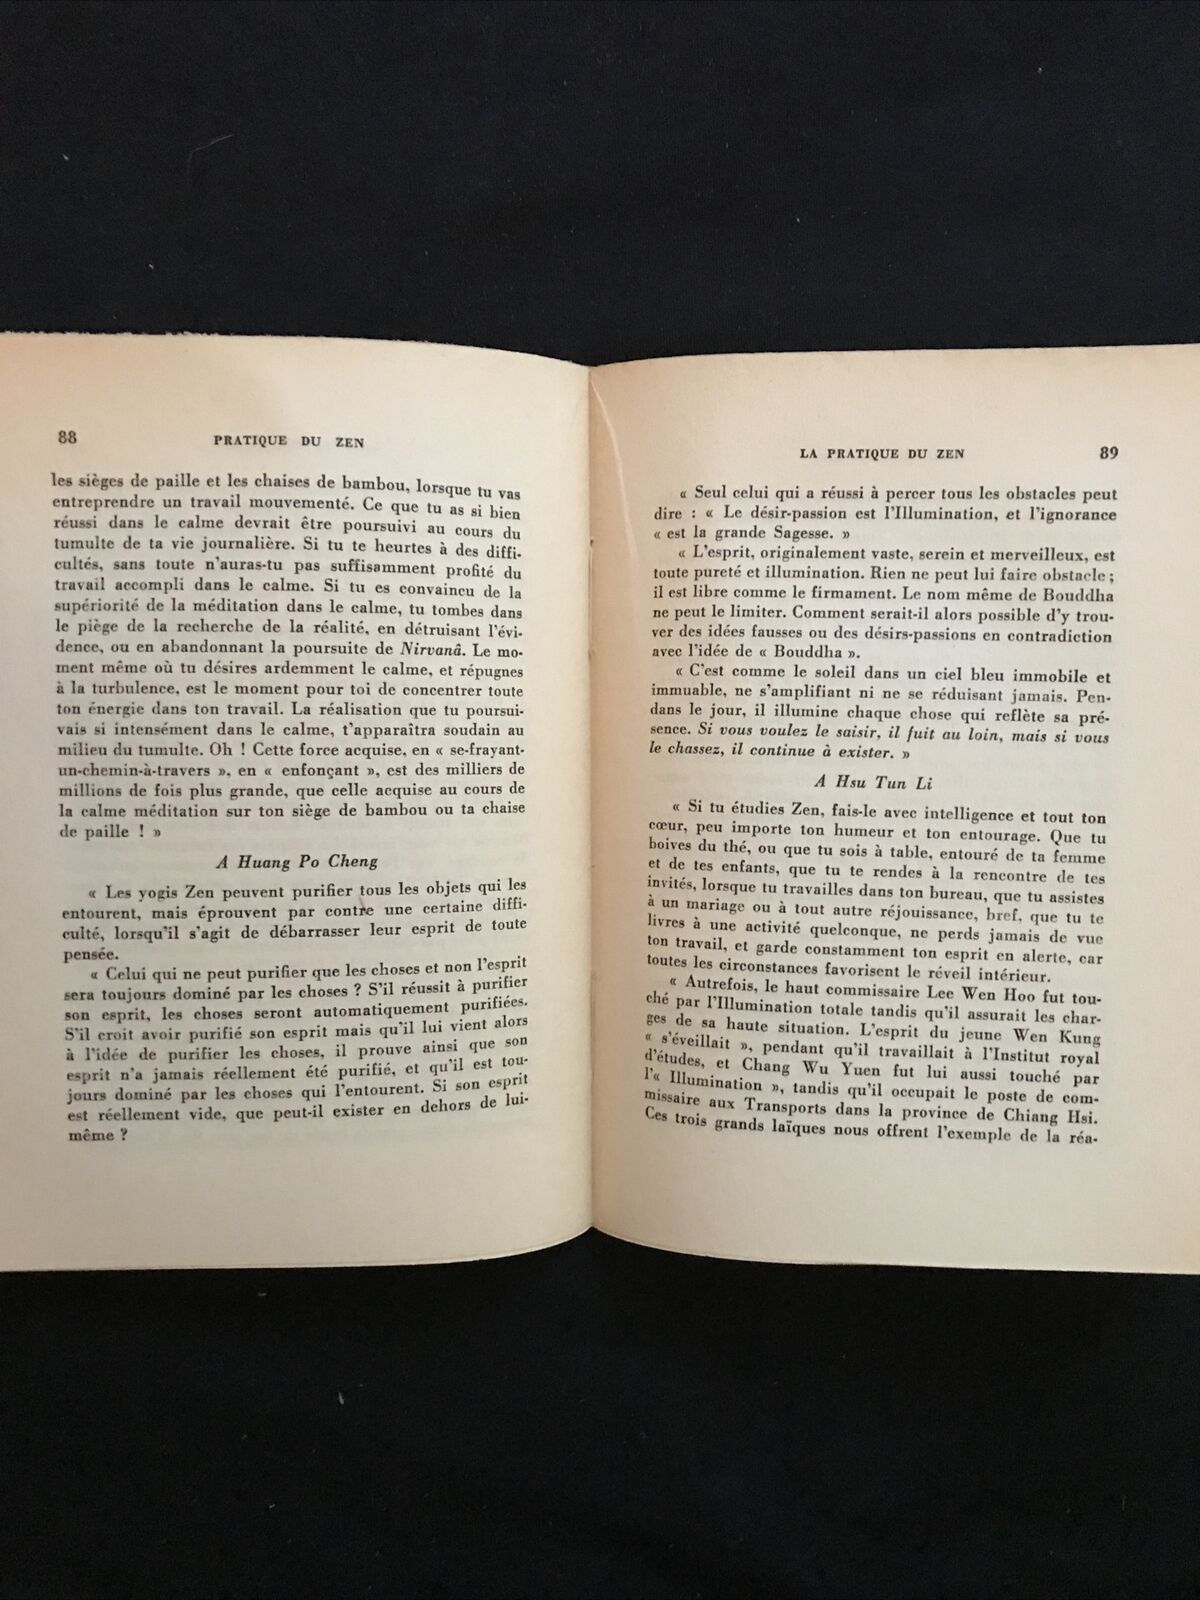 88
PRATIQUE DU ZEN
les sièges de paille et les chaises de bambou, lorsque tu vas
entreprendre un travail mouvementé. Ce que tu as si bien
réussi dans le calme devrait être poursuivi au cours du
tumulte de ta vie journalière. Si tu te heurtes à des diffi-
cultés, sans toute n'auras-tu pas suffisamment profité du
travail accompli dans le calme. Si tu es convaincu de la
supériorité de la méditation dans le calme, tu tombes dans
le piège de la recherche de la réalité, en détruisant l'évi-
dence, ou en abandonnant la poursuite de Nirvanâ. Le mo-
ment même où tu désires ardemment le calme, et répugnes
à la turbulence, est le moment pour toi de concentrer toute
ton énergie dans ton travail. La réalisation que tu poursui-
vais si intensément dans le calme, t'apparaîtra soudain au
milieu du tumulte. Oh ! Cette force acquise, en « se-frayant-
un-chemin-à-travers », en « enfonçant », est des milliers de
millions de fois plus grande, que celle acquise au cours de
la calme méditation sur ton siège de bambou ou ta chaise
de paille ! »
A Huang Po Cheng
« Les yogis Zen peuvent purifier tous les objets qui les
entourent, mais éprouvent par contre une certaine diffi-
culté, lorsqu'il s'agit de débarrasser leur esprit de toute
pensée.
« Celui qui ne peut purifier que les choses et non l'esprit
sera toujours dominé par les choses ? S'il réussit à purifier
son esprit, les choses seront automatiquement purifiées.
S'il croit avoir purifié son esprit mais qu'il lui vient alors
à l'idée de purifier les choses, il prouve ainsi que son
esprit n'a jamais réellement été purifié, et qu'il est tou-
jours dominé par les choses qui l'entourent. Si son esprit
est réellement vide, que peut-il exister en dehors de lui-
même ?
LA PRATIQUE DU ZEN
89
« Seul celui qui a réussi à percer tous les obstacles peut
dire : « Le désir-passion est l'Illumination, et l'ignorance
« est la grande Sagesse. »
« L'esprit, originalement vaste, serein et merveilleux, est
toute pureté et illumination. Rien ne peut lui faire obstacle ;
il est libre comme le firmament. Le nom même de Bouddha
ne peut le limiter. Comment serait-il alors possible d'y trou-
ver des idées fausses ou des désirs-passions en contradiction
avec l'idée de « Bouddha ».
« C'est comme le soleil dans un ciel bleu immobile et
immuable, ne s'amplifiant ni ne se réduisant jamais. Pen-
dans le jour, il illumine chaque chose qui reflète sa pré-
sence. Si vous voulez le saisir, il fuit au loin, mais si vous
le chassez, il continue à exister. »
A Hsu Tun Li
« Si tu étudies Zen, fais-le avec intelligence et tout ton
cœur, peu importe ton humeur et ton entourage. Que tu
boives du thé, ou que tu sois à table, entouré de ta femme
et de tes enfants, que tu te rendes à la rencontre de tes
invités, lorsque tu travailles dans ton bureau, que tu assistes
à un mariage ou à tout autre réjouissance, bref, que tu te
livres à une activité quelconque, ne perds jamais de vue
ton travail, et garde constamment ton esprit en alerte, car
toutes les circonstances favorisent le réveil intérieur.
« Autrefois, le haut commissaire Lee Wen Hoo fut tou-
ché par l'Illumination totale tandis qu'il assurait les char-
ges de sa haute situation. L'esprit du jeune Wen Kung
« s'éveillait », pendant qu'il travaillait à l'Institut royal
d'études, et Chang Wu Yuen fut lui aussi touché par
l'« Illumination », tandis qu'il occupait le poste de com-
missaire aux Transports dans la province de Chiang Hsi.
Ces trois grands laïques nous offrent l'exemple de la réa-